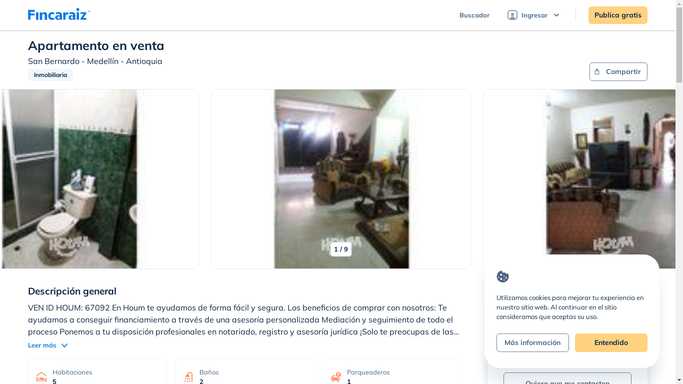 Fincaraiz
Buscador
Ingresar
Publica gratis
Apartamento en venta
San Bernardo - Medellín - Antioquia
Inmobiliaria
Compartir
HOUM
HOUM
HOUM
1 / 9
Descripción general
VEN ID HOUM: 67092 En Houm te ayudamos de forma fácil y segura. Los beneficios de comprar con nosotros: Te
ayudamos a conseguir financiamiento a través de una asesoría personalizada Mediación y seguimiento de todo el
proceso Ponemos a tu disposición profesionales en notariado, registro y asesoría jurídica ¡Solo te preocupas de las...
Leer más
Habitaciones
5
Baños
2
Parqueaderos
1
Utilizamos cookies para mejorar tu experiencia en
nuestro sitio web. Al continuar en el sitio
consideramos que aceptas su uso.
Más información
Entendido
Quiero que me contacten